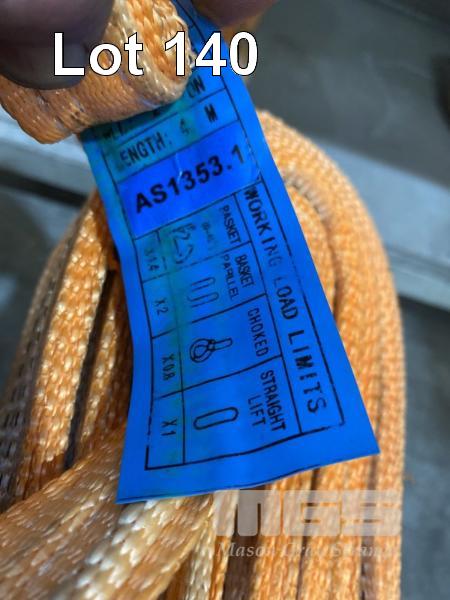 Lot 140
LENGTH: 4 M
AS1353.1
WORKING LOAD LIMITS
BASKET
BASKET PARALLEL
CHOKED
STRAIGHT LIFT
X2
X0.8
X1
MGS